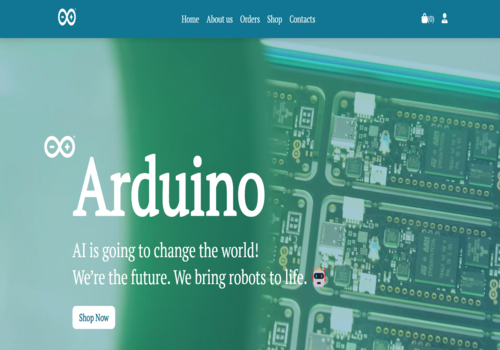 Home About us Orders Shop Contacts (0)
Arduino
AI is going to change the world!
We're the future. We bring robots to life.
Shop Now